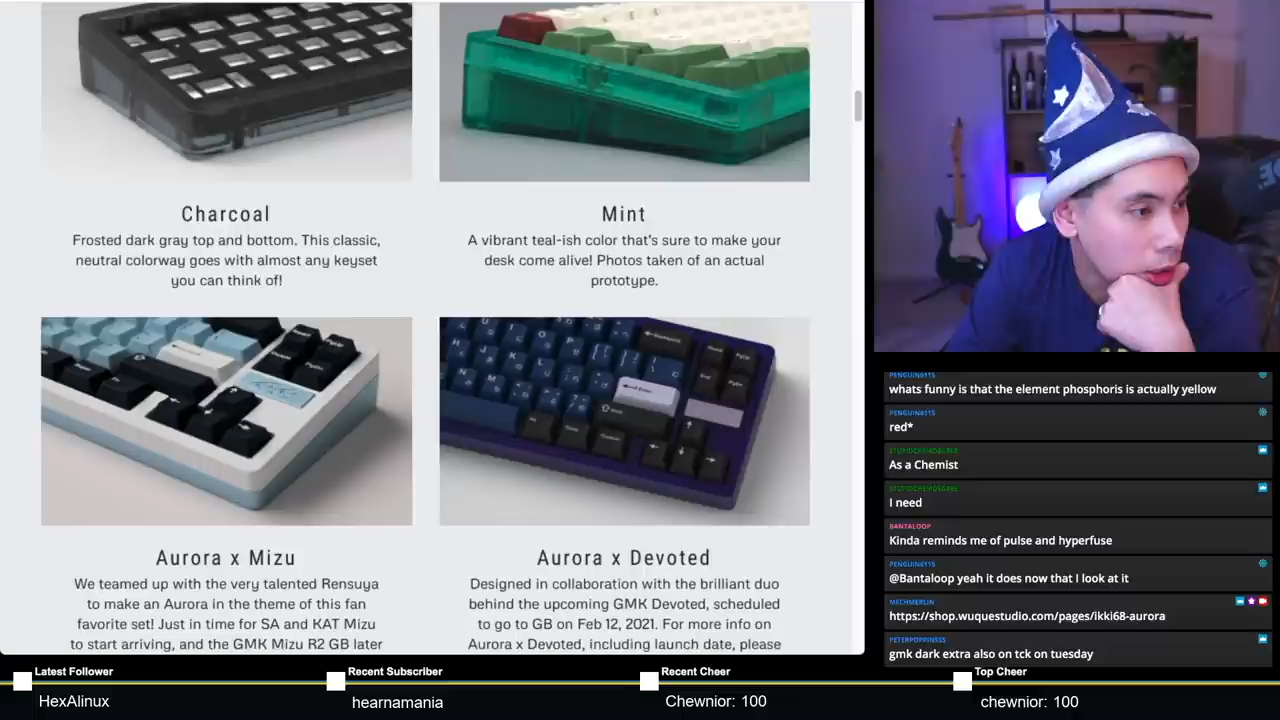 Charcoal
Frosted dark gray top and bottom. This classic,
neutral colorway goes with almost any keyset
you can think of!
Mint
A vibrant teal-ish color that's sure to make your
desk come alive! Photos taken of an actual
prototype.
Aurora x Mizu
We teamed up with the very talented Rensuya
to make an Aurora in the theme of this fan
favorite set! Just in time for SA and KAT Mizu
to start arriving, and the GMK Mizu R2 GB later
Aurora x Devoted
Designed in collaboration with the brilliant duo
behind the upcoming GMK Devoted, scheduled
to go to GB on Feb 12, 2021. For more info on
Aurora x Devoted, including launch date, please
PENGUIN6115
whats funny is that the element phosphoris is actually yellow
PENGUIN6115
red*
As a Chemist
I need
BANTALOOP
Kinda reminds me of pulse and hyperfuse
PENGUIN6115
@Bantaloop yeah it does now that I look at it
MECHMERLIN
https://shop.wuquestudio.com/pages/ikki68-aurora
PETERPOPPINSSS
gmk dark extra also on tck on tuesday
Latest Follower
HexAlinux
Recent Subscriber
hearnamania
Recent Cheer
Chewnior: 100
Top Cheer
chewnior: 100